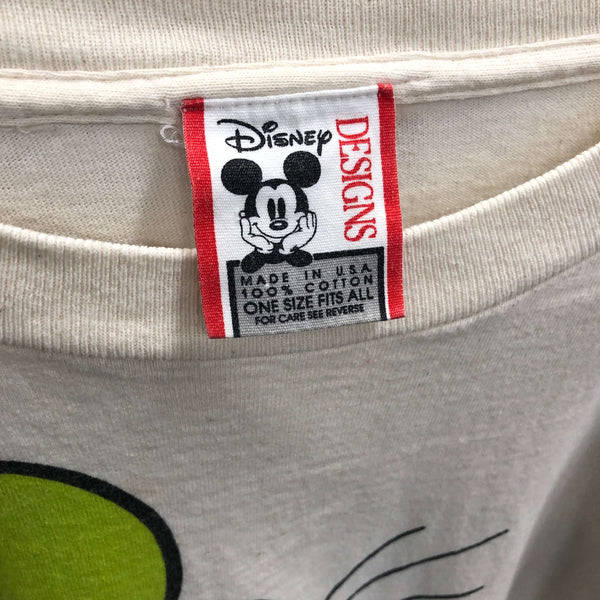 Disney
DESIGNS
MADE IN U.S.A.
100% COTTON
ONE SIZE FITS ALL
FOR CARE SEE REVERSE